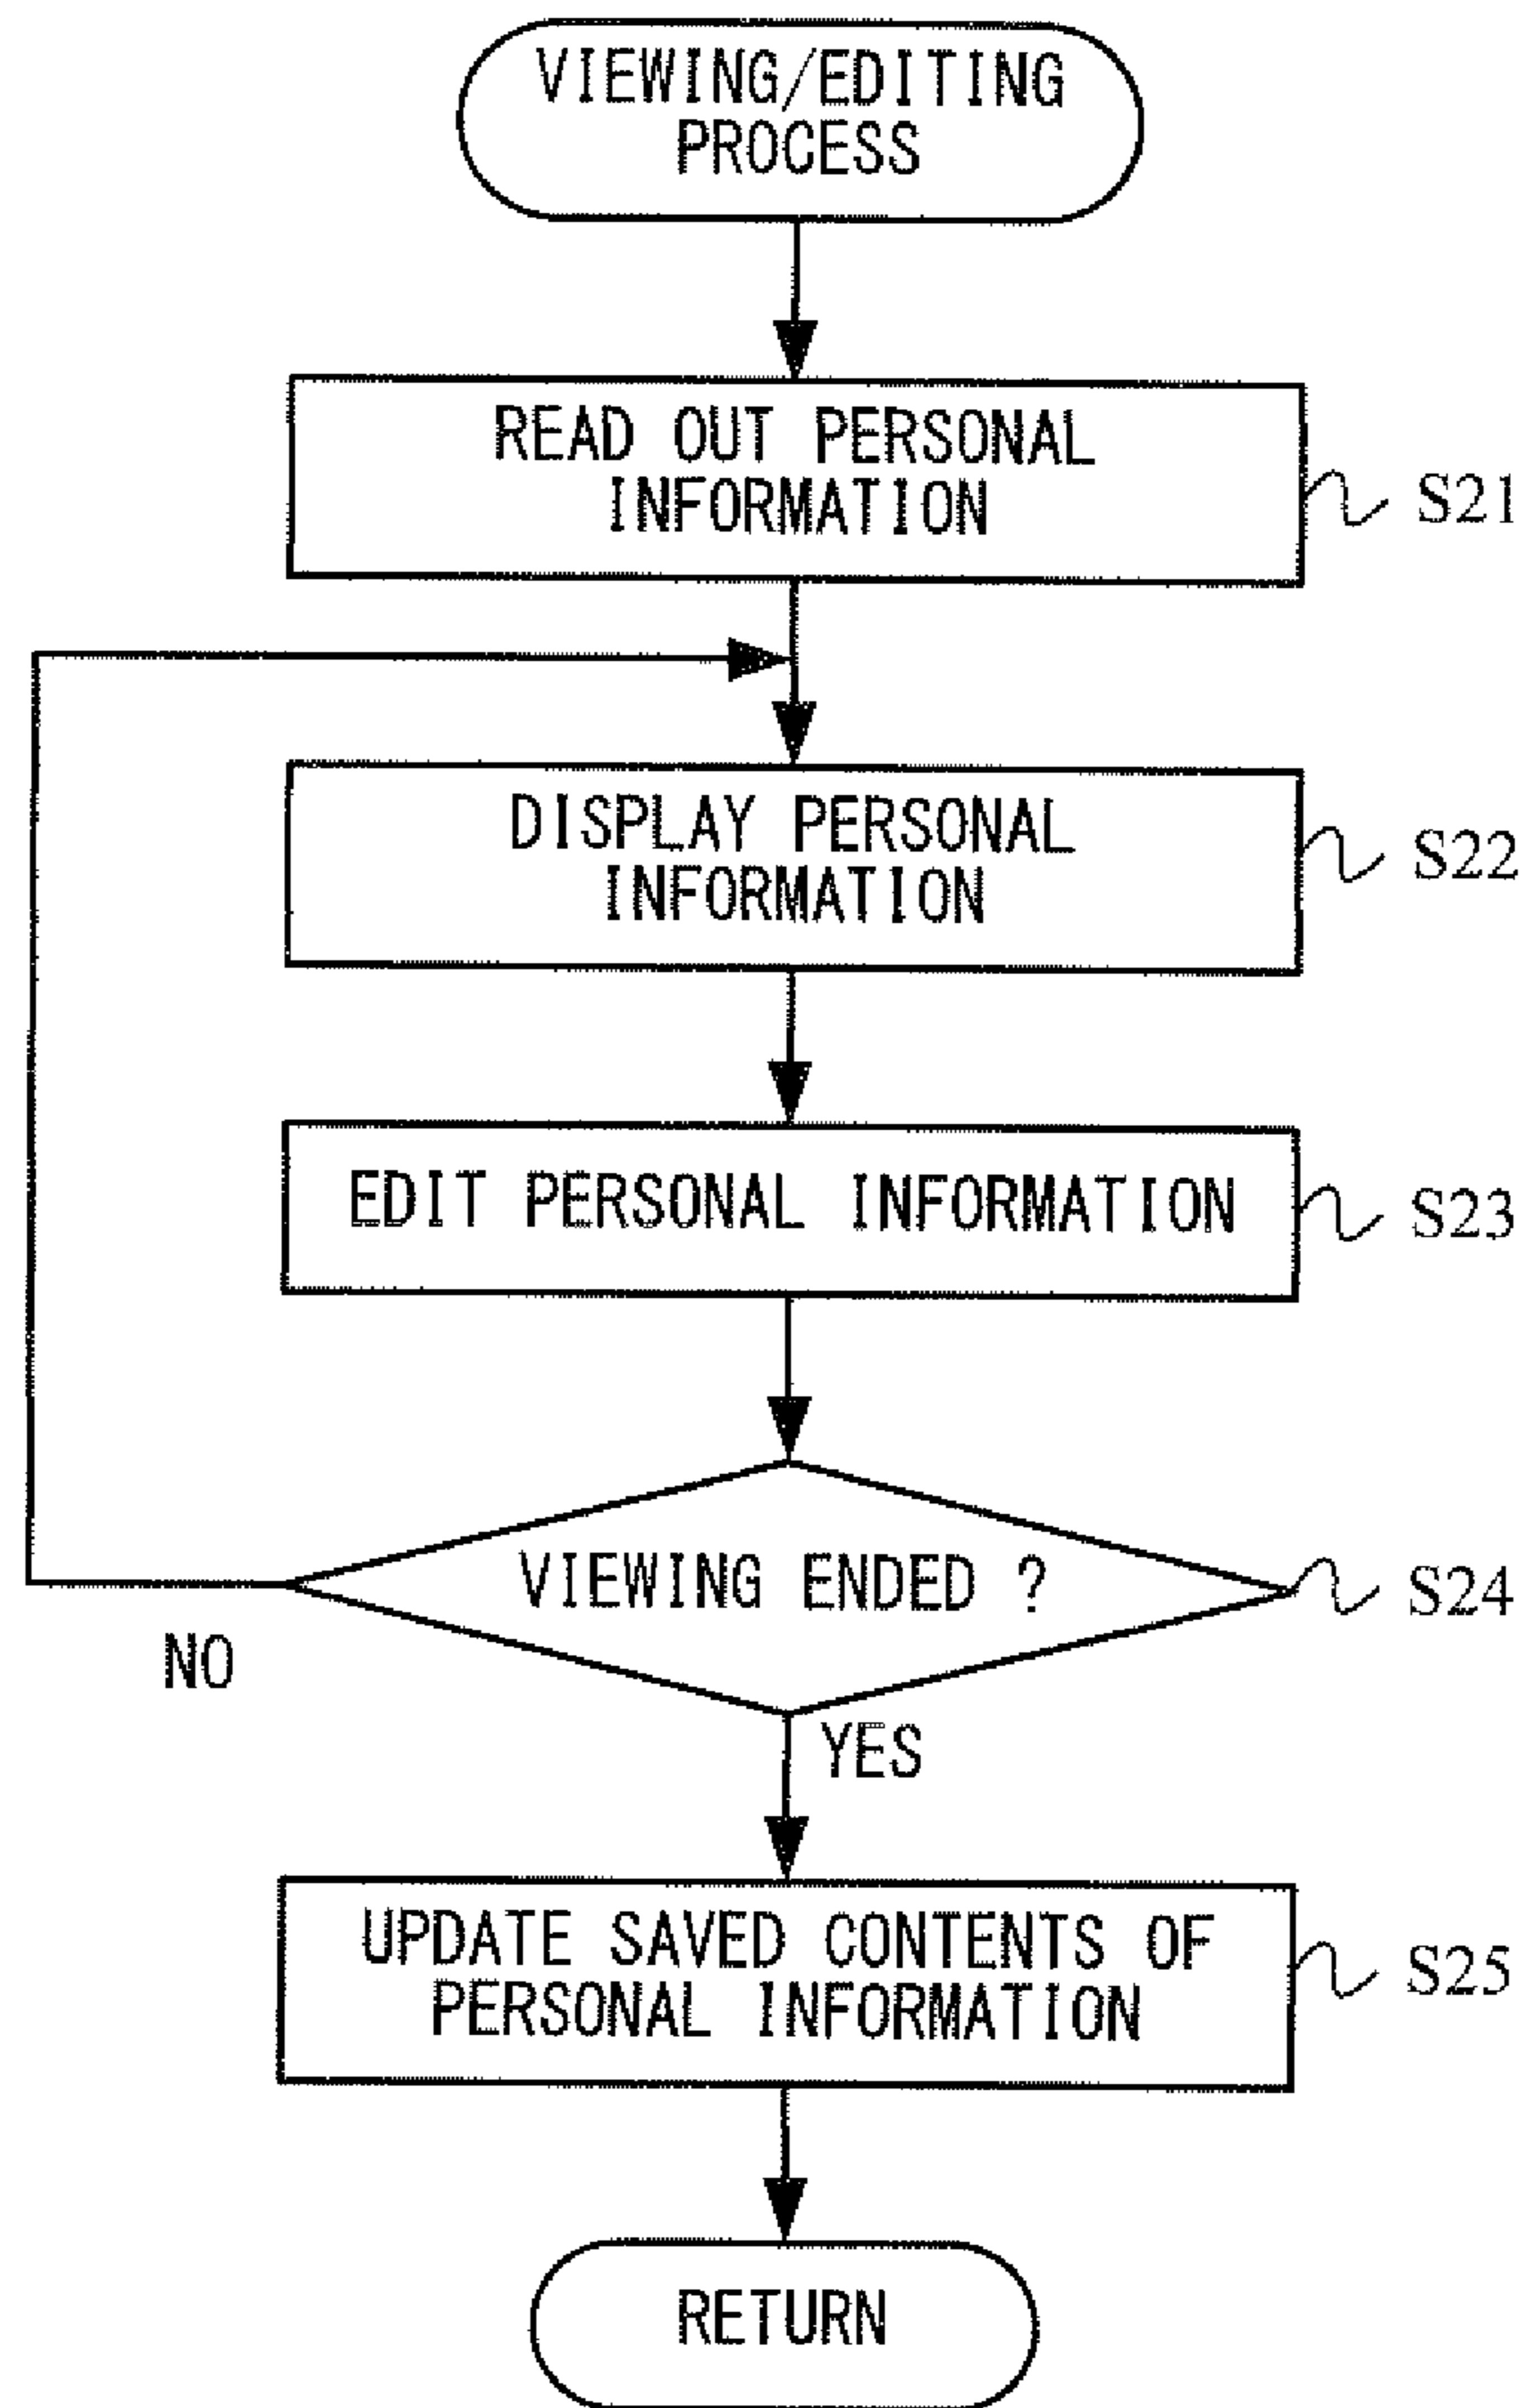 VIEWING/EDITING
PROCESS
READ OUT PERSONAL
INFORMATION
S21
DISPLAY PERSONAL
INFORMATION
S22
EDIT PERSONAL INFORMATION
S23
VIEWING ENDED ?
S24
NO
YES
UPDATE SAVED CONTENTS OF
PERSONAL INFORMATION
S25
RETURN